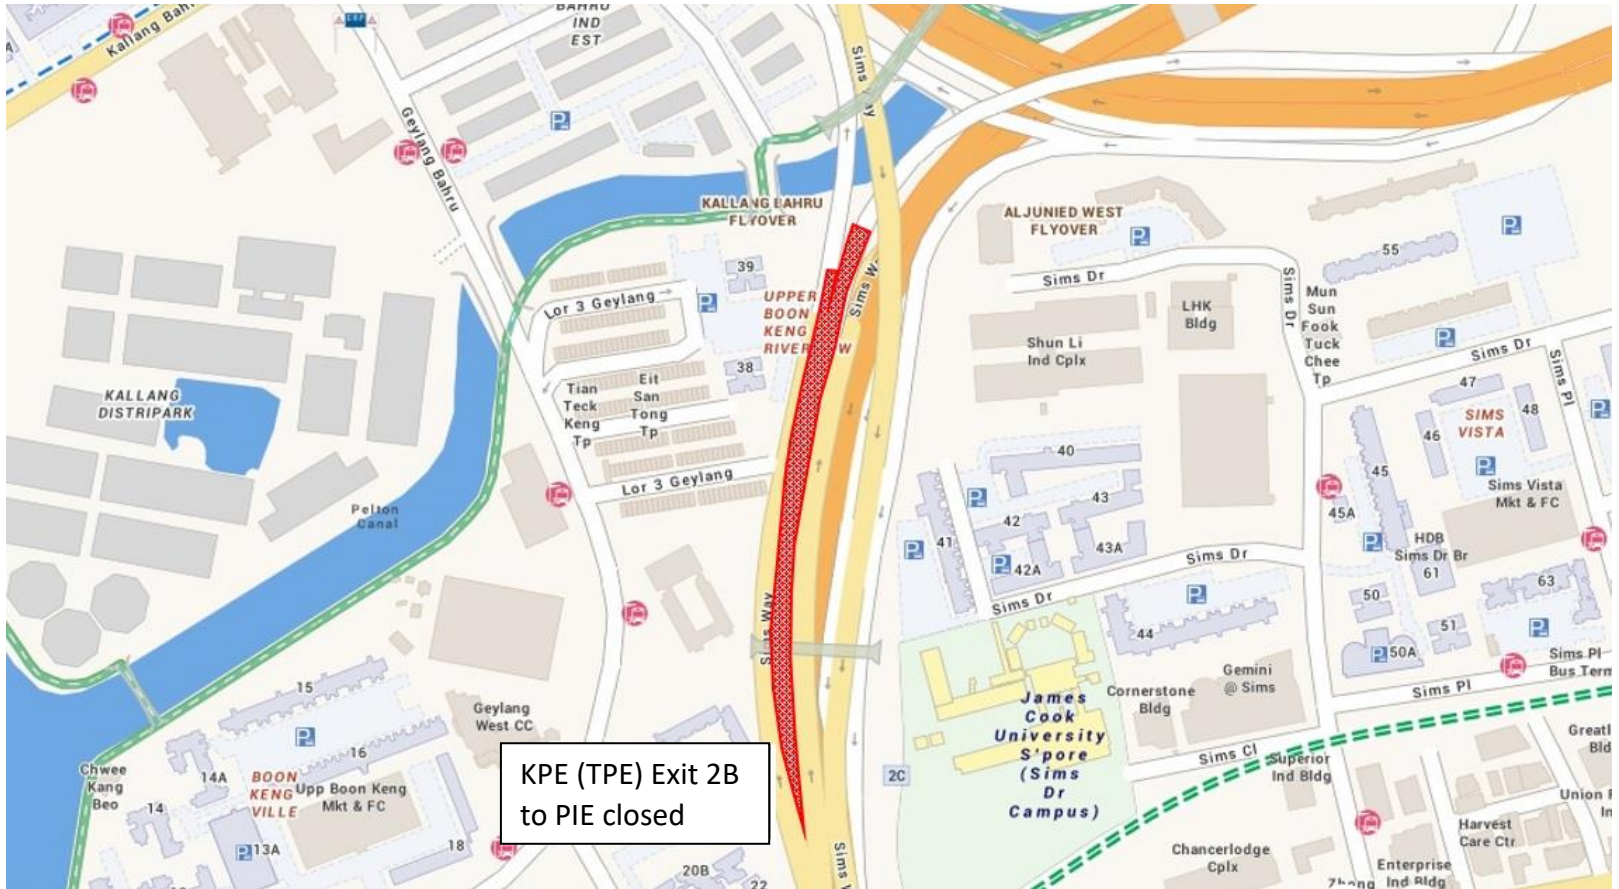 BAHRU
IND
EST
ERP
Kallang Bah
Geylang Bahru
Geylang Bahru
Sims Way
KALLANG BAHRU
FLYOVER
ALJUNIED WEST
FLYOVER
39
55
Sims Dr
Sims Dr
Lor 3 Geylang
UPPER
BOON
KENG
Sims
LHK
Bldg
Mun
Sun
Fook
Tuck
Chee
Tp
Shun Li
Ind Cplx
Sims Dr
Sims Pl
38
KALLANG
DISTRIPARK
Tian
Teck
Keng
Tp
Eit
San
Tong
Tp
47
48
SIMS
VISTA
46
40
45
Lor 3 Geylang
43
Sims Vista
Mkt & FC
Pelton
Canal
45A
42
41
43A
42A
HDB
Sims Dr Br
61
Sims Dr
63
Sims Dr
50
51
44
50A
Sims Pl
Bus Term
15
Gemini
@ Sims
Cornerstone
Bldg
Sims Pl
Geylang
West CC
James
Cook
University
S'pore
(Sims
Dr
Campus)
16
Sims Cl
Superior
Ind Bldg
2C
Chwee
Kang
Beo
14A
BOON
KENG
VILLE
Upp Boon Keng
Mkt & FC
14
KPE (TPE) Exit 2B
to PIE closed
13A
18
20B
22
Sims
Chancerlodge
Cplx
Harvest
Care Ctr
Union
Enterprise
Ind Bldg